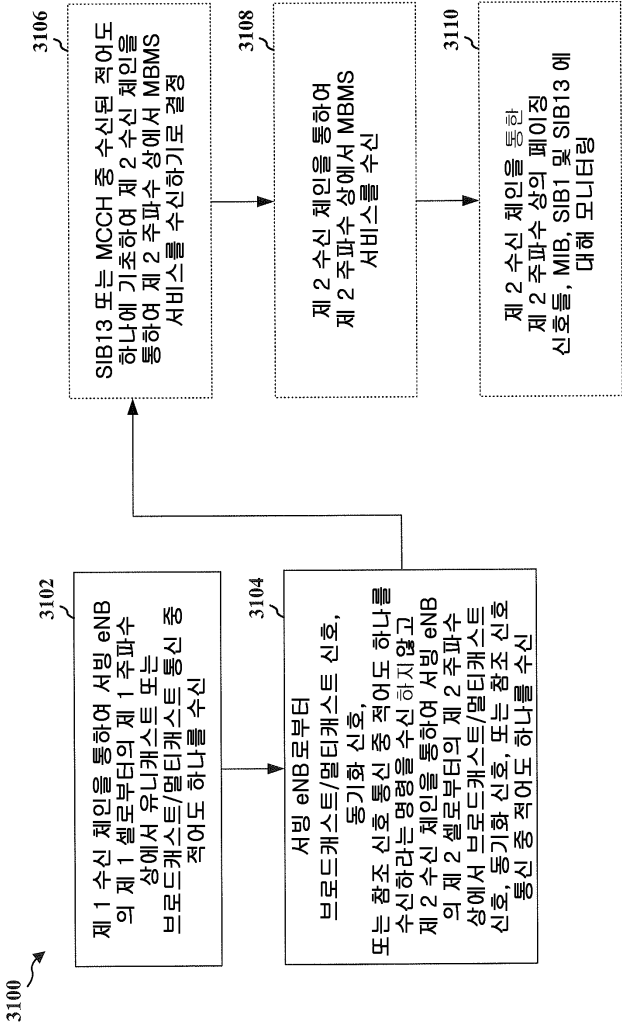 3100
3102
제 1 수신 체인을 통하여 서빙 eNB
의 제 1 셀로부터의 제 1 주파수
상에서 유니캐스트 또는
브로드캐스트/멀티캐스트 통신 중
적어도 하나를 수신
3104
서빙 eNB로부터
브로드캐스트/멀티캐스트 신호,
동기화 신호,
또는 참조 신호 통신 중 적어도 하나를
수신하라는 명령을 수신 하지않고
제 2 수신 체인을 통하여 서빙 eNB
의 제 2 셀로부터의 제 2 주파수
상에서 브로드캐스트/멀티캐스트
신호, 동기화 신호, 또는 참조 신호
통신 중 적어도 하나를 수신
3106
SIB13 또는 MCCH 중 수신된 적어도
하나에 기초하여 제 2 수신 체인을
통하여 제 2 주파수 상에서 MBMS
서비스를 수신하기로 결정
3108
제 2 수신 체인을 통하여
제 2 주파수 상에서 MBMS
서비스를 수신
3110
제 2 수신 체인을 통한
제 2 주파수 상의 페이징
신호들, MIB, SIB1 및 SIB13 에
대해 모니터링